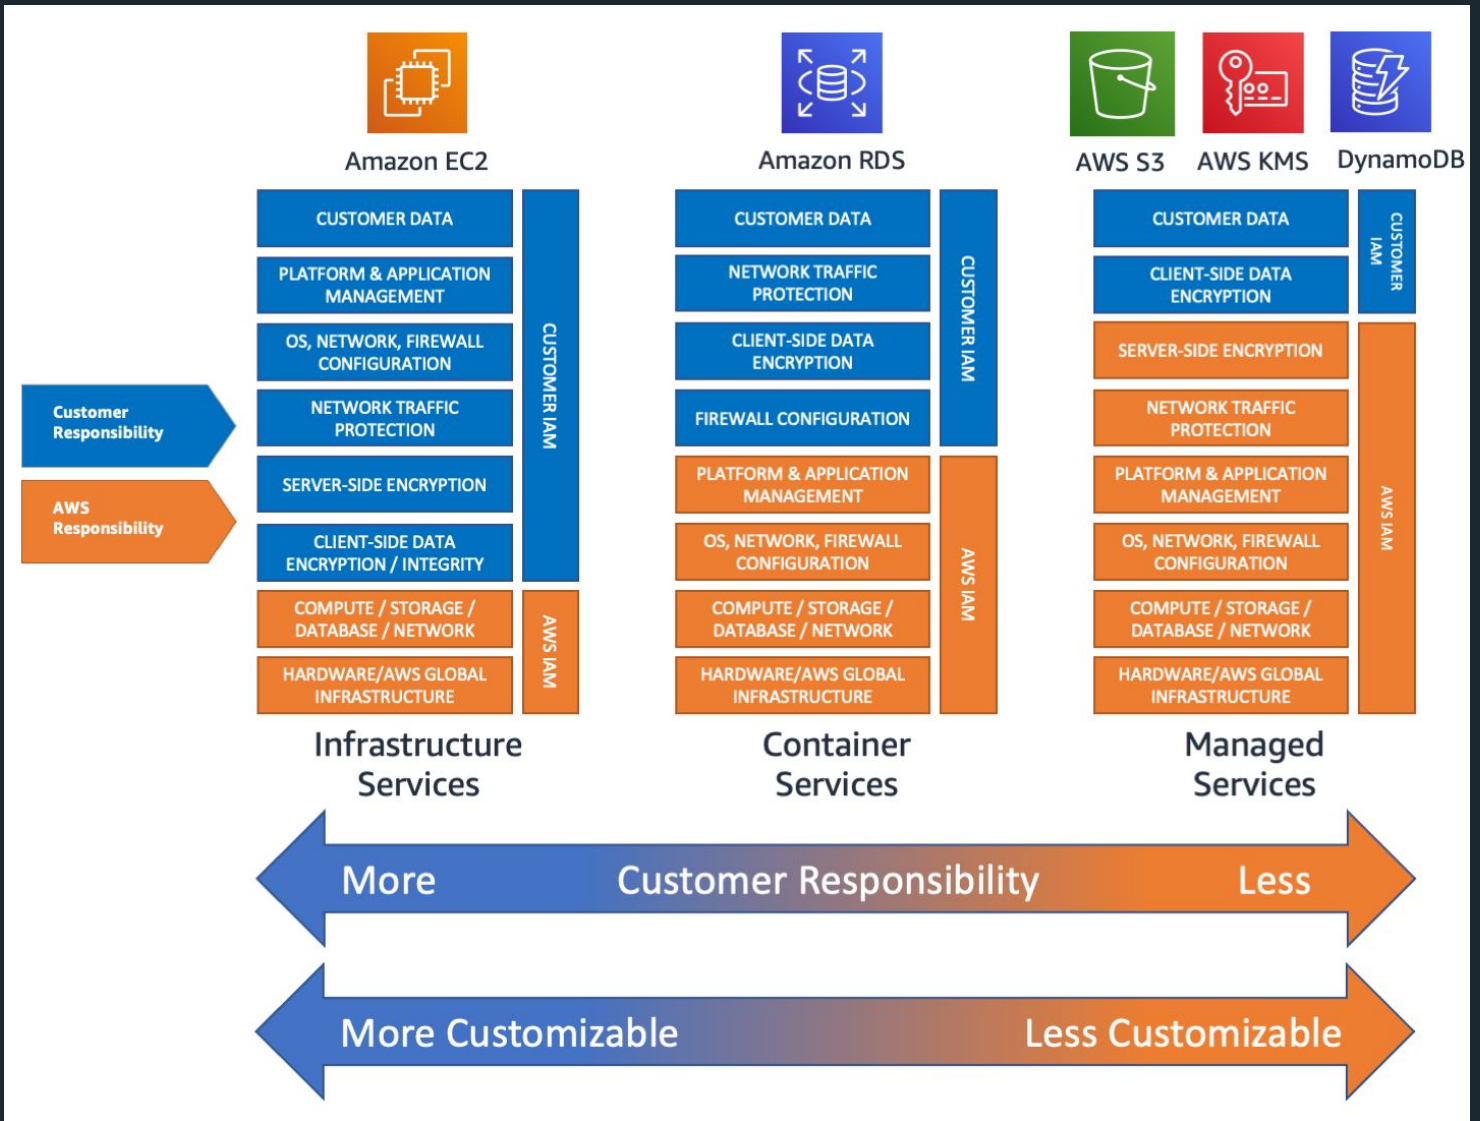 Amazon EC2
Amazon RDS
AWS S3
AWS KMS
DynamoDB
Customer
Responsibility
AWS
Responsibility
CUSTOMER DATA
PLATFORM & APPLICATION
MANAGEMENT
OS, NETWORK, FIREWALL
CONFIGURATION
NETWORK TRAFFIC
PROTECTION
SERVER-SIDE ENCRYPTION
CLIENT-SIDE DATA
ENCRYPTION / INTEGRITY
COMPUTE / STORAGE /
DATABASE / NETWORK
HARDWARE/AWS GLOBAL
INFRASTRUCTURE
CUSTOMER IAM
AWS IAM
Infrastructure
Services
CUSTOMER DATA
NETWORK TRAFFIC
PROTECTION
CLIENT-SIDE DATA
ENCRYPTION
FIREWALL CONFIGURATION
PLATFORM & APPLICATION
MANAGEMENT
OS, NETWORK, FIREWALL
CONFIGURATION
COMPUTE / STORAGE /
DATABASE / NETWORK
HARDWARE/AWS GLOBAL
INFRASTRUCTURE
CUSTOMER IAM
AWS IAM
Container
Services
CUSTOMER DATA
CLIENT-SIDE DATA
ENCRYPTION
SERVER-SIDE ENCRYPTION
NETWORK TRAFFIC
PROTECTION
PLATFORM & APPLICATION
MANAGEMENT
OS, NETWORK, FIREWALL
CONFIGURATION
COMPUTE / STORAGE /
DATABASE / NETWORK
HARDWARE/AWS GLOBAL
INFRASTRUCTURE
CUSTOMER
IAM
AWS IAM
Managed
Services
More Customer Responsibility Less
More Customizable Less Customizable